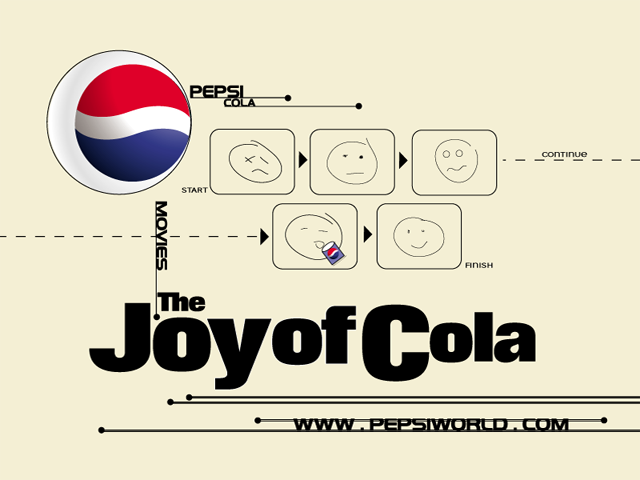 PEPSI
COLA
START
CONTINUE
MOVIES
FINISH
The
Joy of Cola
WWW.PEPSIWORLD.COM